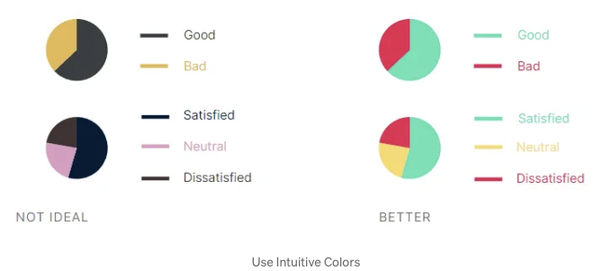 Good
Bad
Satisfied
Neutral
Dissatisfied
NOT IDEAL
Good
Bad
Satisfied
Neutral
Dissatisfied
BETTER
Use Intuitive Colors